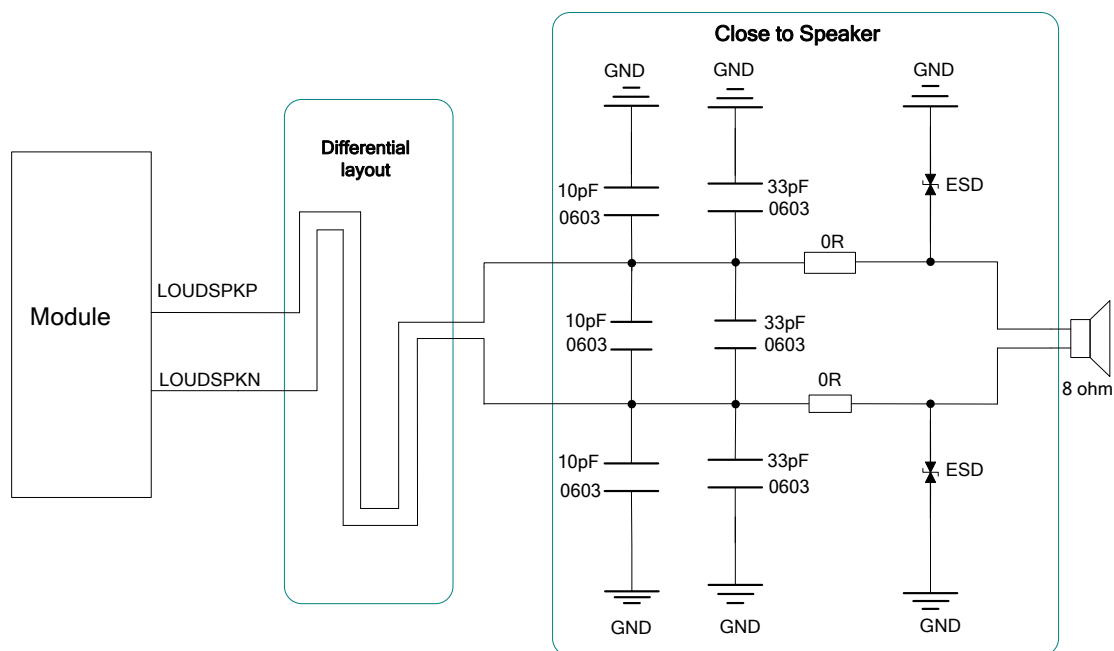 Close to Speaker
GND
GND
GND
Differential
layout
10pF
0603
33pF
0603
ESD
0R
LOUDSPKP
Module
10pF
0603
33pF
0603
LOUDSPKN
0R
8 ohm
10pF
0603
33pF
0603
ESD
GND
GND
GND